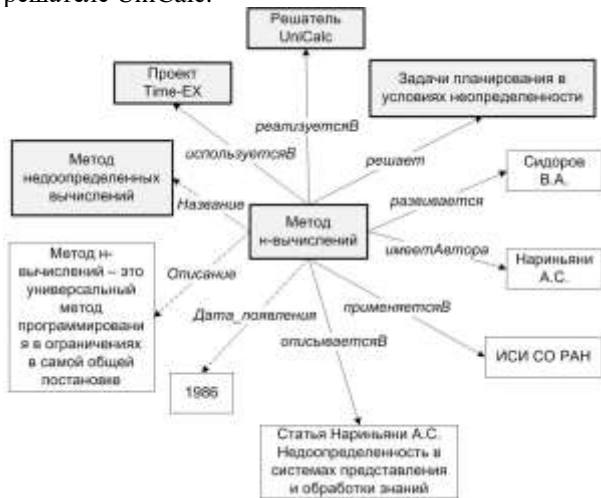 решателе UniCalc.
Решатель
UniCalc
Проект
Time-EX
Задачи планирования в
условиях неопределенности
реализуетсяВ
используетсяВ
решает
Метод
недоопределенных
вычислений
Сидоров
В.А.
Название
развивается
Метод
н-вычислений
имеетАвтора
Метод н-
вычислений – это
универсальный
метод
программировани
я в ограничениях
в самой общей
постановке
Описание
Нариньяни
А.С.
Дата_появления
применяетсяВ
описываетсяВ
ИСИ СО РАН
1986
Статья Нариньяни А.С.
Недоопределенность в
системах представления
и обработки знаний